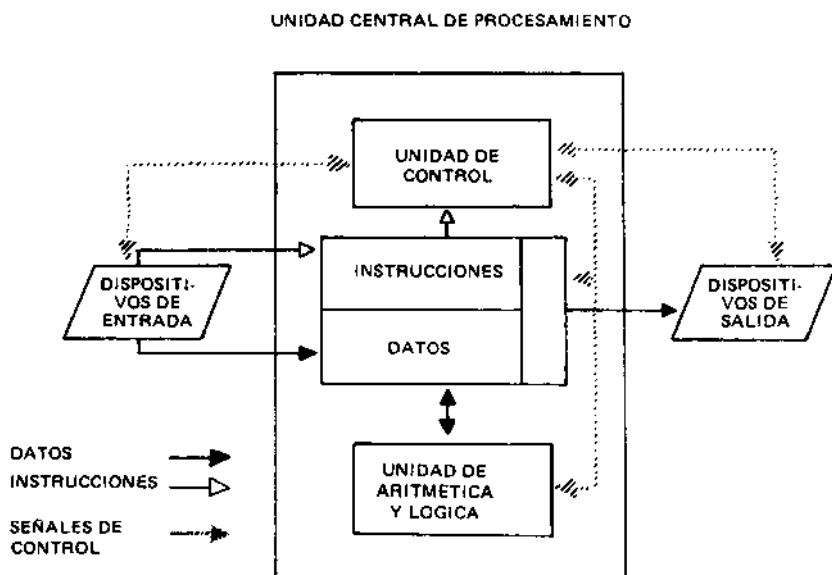 UNIDAD CENTRAL DE PROCESAMIENTO
UNIDAD DE
CONTROL
DISPOSITI-
VOS DE
ENTRADA
INSTRUCCIONES
DATOS
DISPOSITI-
VOS DE
SALIDA
UNIDAD DE
ARITMETICA
Y LOGICA
DATOS
INSTRUCCIONES
SEÑALES DE
CONTROL